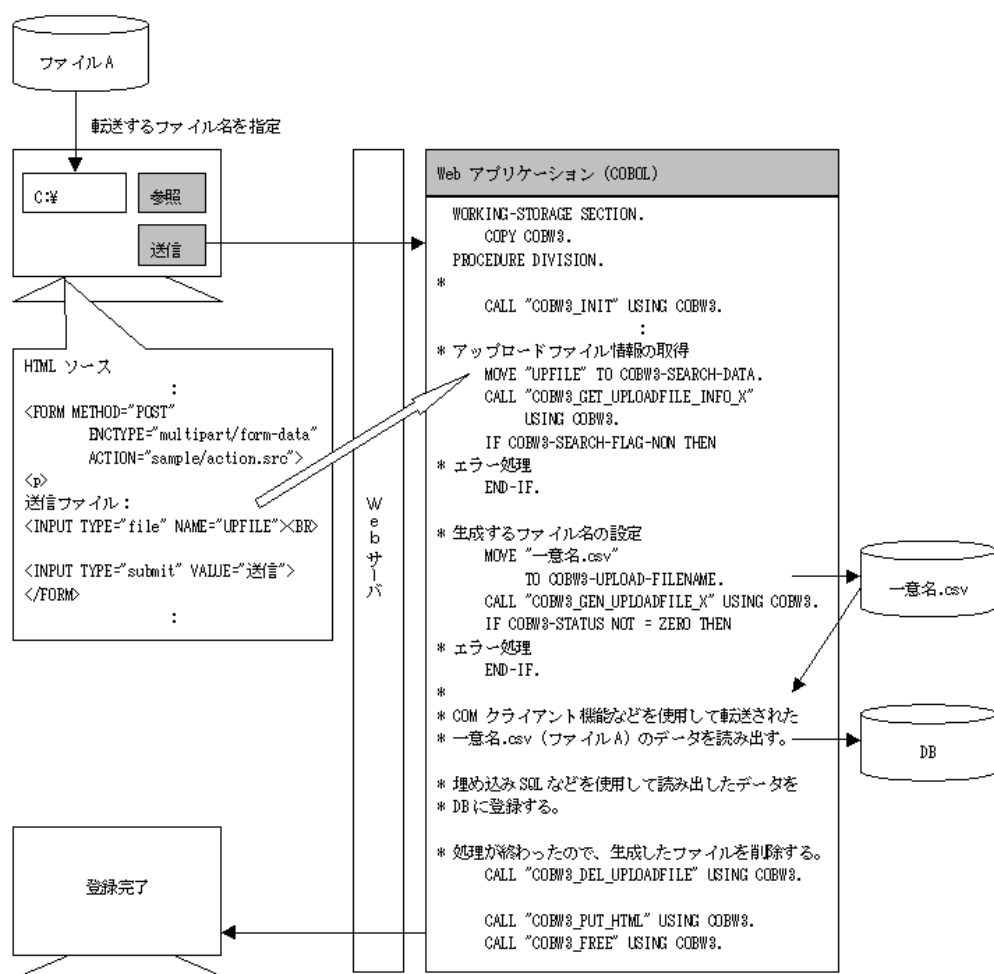 ファイルA
転送するファイル名を指定
C:¥
参照
送信
HTML ソース
:
<FORM METHOD="POST"
ENCTYPE="multipart/form-data"
ACTION="sample/action.src">
<p>
送信ファイル：
<INPUT TYPE="file" NAME="UPFILE"><BR>
<INPUT TYPE="submit" VALUE="送信">
</FORM>
:
Webサーバ
Web アプリケーション (COBOL)
WORKING-STORAGE SECTION.
COPY COBW3.
PROCEDURE DIVISION.
*
CALL "COBW3_INIT" USING COBW3.
:
* アップロードファイル情報の取得
MOVE "UPFILE" TO COBW3-SEARCH-DATA.
CALL "COBW3_GET_UPLOADFILE_INFO_X"
USING COBW3.
IF COBW3-SEARCH-FLAG-NON THEN
* エラー処理
END-IF.
* 生成するファイル名の設定
MOVE "一意名.csv"
TO COBW3-UPLOAD-FILENAME.
CALL "COBW3_GEN_UPLOADFILE_X" USING COBW3.
IF COBW3-STATUS NOT = ZERO THEN
* エラー処理
END-IF.
*
* COM クライアント機能などを使用して転送された
* 一意名.csv（ファイルA）のデータを読み出す。
* 埋め込みSQLなどを使用して読み出したデータを
* DBに登録する。
* 処理が終わったので、生成したファイルを削除する。
CALL "COBW3_DEL_UPLOADFILE" USING COBW3.
CALL "COBW3_PUT_HTML" USING COBW3.
CALL "COBW3_FREE" USING COBW3.
一意名.csv
DB
登録完了